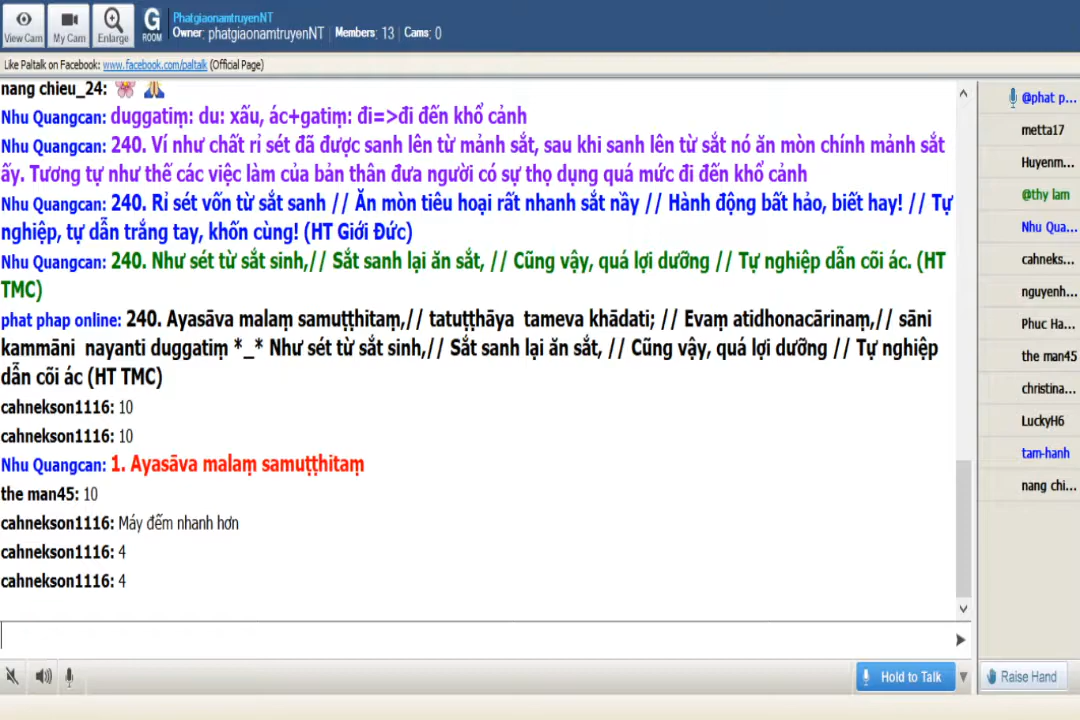 View Cam
My Cam
Enlarge
G
ROOM
PhatgiaonamtruyenNT
Owner: phatgiaonamtruyenNT | Members: 13 | Cams: 0
Like Paltalk on Facebook: www.facebook.com/paltalk (Official Page)
nang chieu_24:
Nhu Quangcan: duggatiṃ: du: xấu, ác+gatiṃ: đi=>đi đến khổ cảnh
Nhu Quangcan: 240. Ví như chất rỉ sét đã được sanh lên từ mảnh sắt, sau khi sanh lên từ sắt nó ăn mòn chính mảnh sắt
ấy. Tương tự như thế các việc làm của bản thân đưa người có sự thọ dụng quá mức đi đến khổ cảnh
Nhu Quangcan: 240. Rỉ sét vốn từ sắt sanh // Ăn mòn tiêu hoại rất nhanh sắt nầy // Hành động bất hảo, biết hay! // Tự
nghiệp, tự dẫn trắng tay, khốn cùng! (HT Giới Đức)
Nhu Quangcan: 240. Như sét từ sắt sinh,// Sắt sanh lại ăn sắt, // Cũng vậy, quá lợi dưỡng // Tự nghiệp dẫn cõi ác. (HT
TMC)
phat phap online: 240. Ayasāva malaṃ samuṭṭhitaṃ,// tatuṭṭhāya tameva khādati; // Evaṃ atidhonacārinaṃ,// sāni
kammāni nayanti duggatiṃ *_* Như sét từ sắt sinh,// Sắt sanh lại ăn sắt, // Cũng vậy, quá lợi dưỡng // Tự nghiệp
dẫn cõi ác (HT TMC)
cahnekson1116: 10
cahnekson1116: 10
Nhu Quangcan: 1. Ayasāva malaṃ samuṭṭhitaṃ
the man45: 10
cahnekson1116: Máy đếm nhanh hơn
cahnekson1116: 4
cahnekson1116: 4
@phat p...
metta17
Huyenm...
@thy lam
Nhu Qua...
cahneks...
nguyenh...
Phuc Ha...
the man45
christina...
LuckyH6
tam-hanh
nang chi...
Hold to Talk
Raise Hand